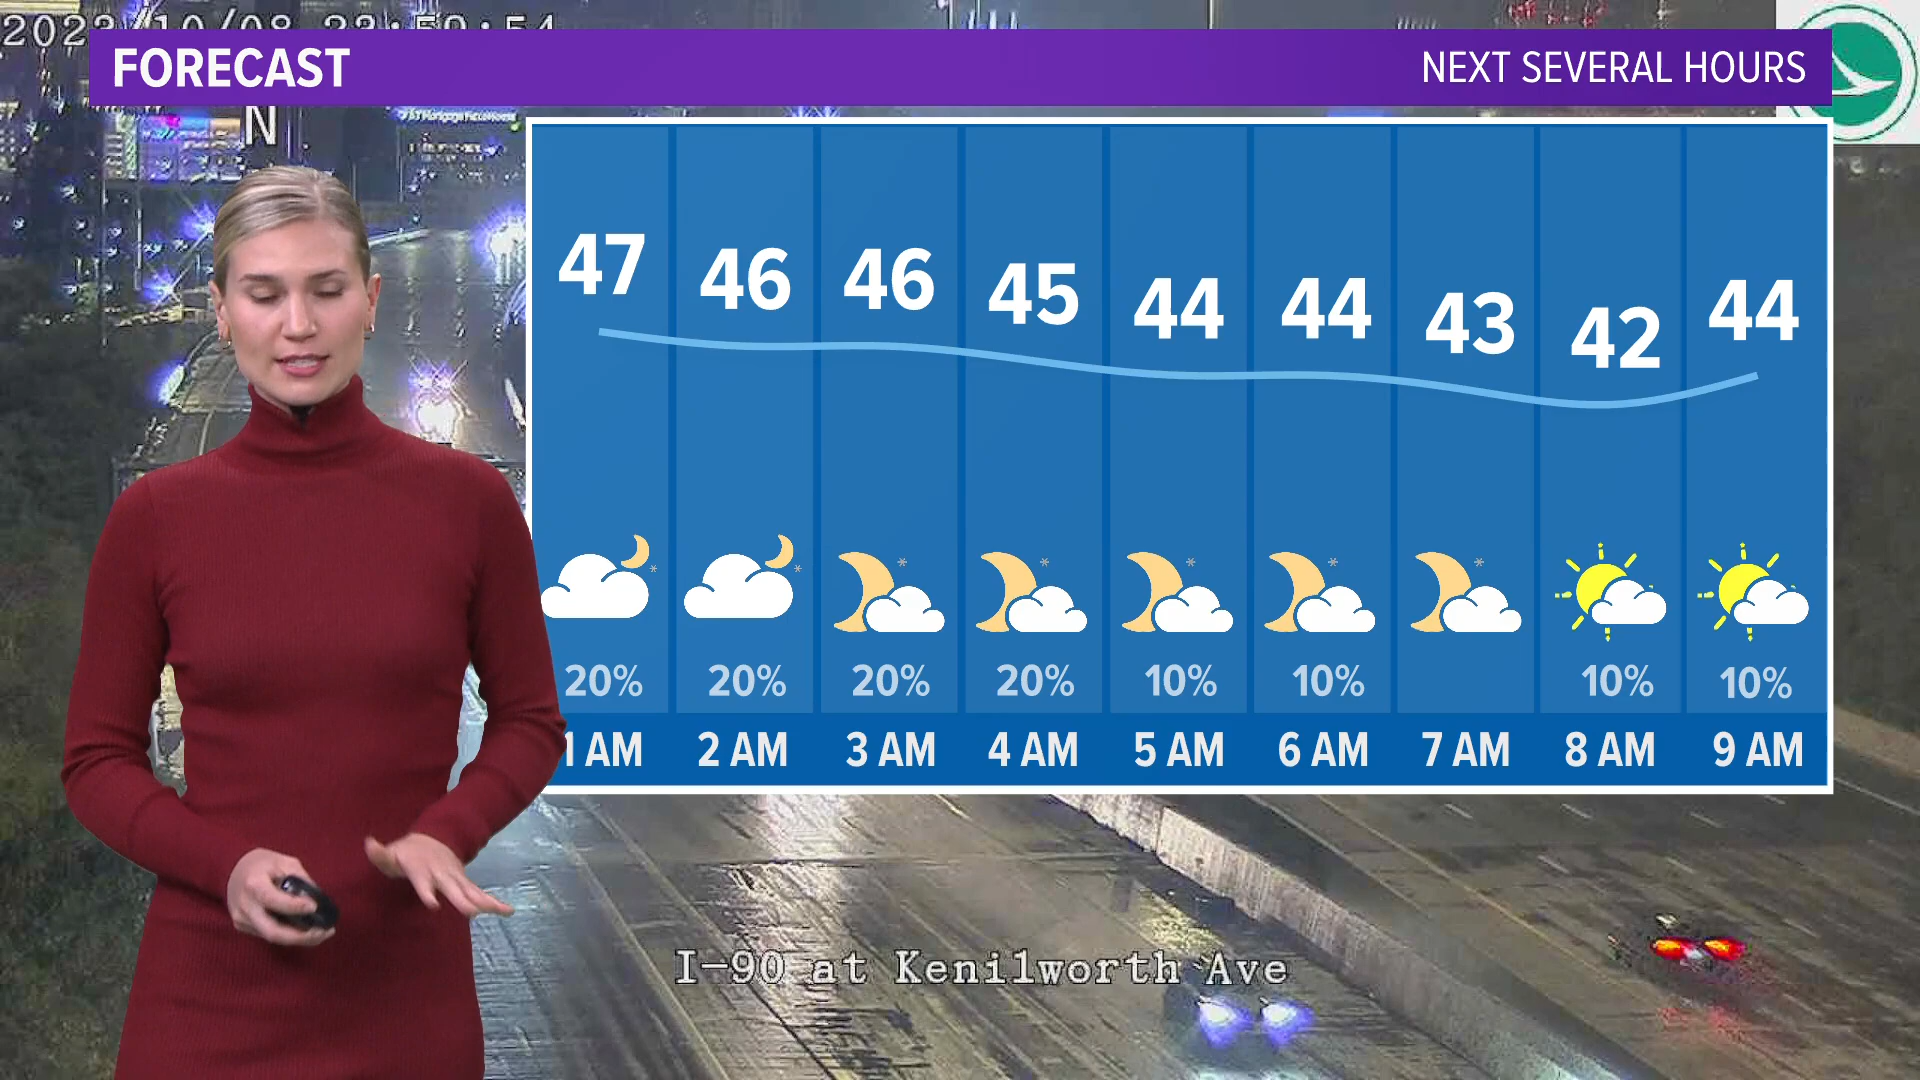 FORECAST
NEXT SEVERAL HOURS
N
47 46 46 45 44 44 43 42 44
20% 20% 20% 20% 10% 10% 10% 10%
1 AM 2 AM 3 AM 4 AM 5 AM 6 AM 7 AM 8 AM 9 AM
I-90 at Kenilworth Ave